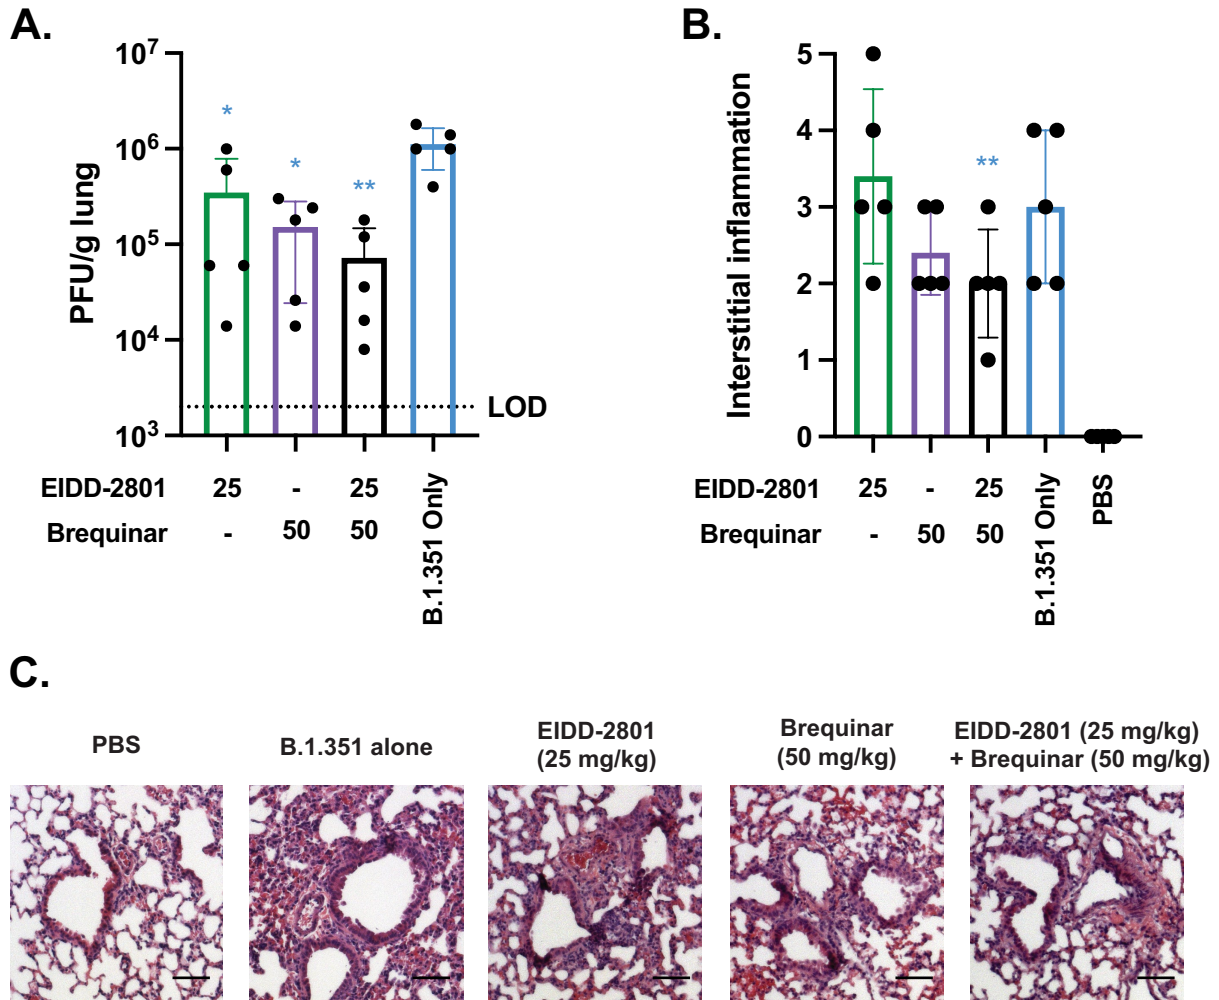 A.
10^7
10^6
10^5
10^4
10^3
PFU/g lung
*
*
**
LOD
EIDD-2801 25 - 25
Brequinar - 50 50
B.1.351 Only
B.
5
4
3
2
1
0
Interstitial inflammation
**
EIDD-2801 25 - 25
Brequinar - 50 50
B.1.351 Only
PBS
C.
PBS
B.1.351 alone
EIDD-2801
(25 mg/kg)
Brequinar
(50 mg/kg)
EIDD-2801 (25 mg/kg)
+ Brequinar (50 mg/kg)